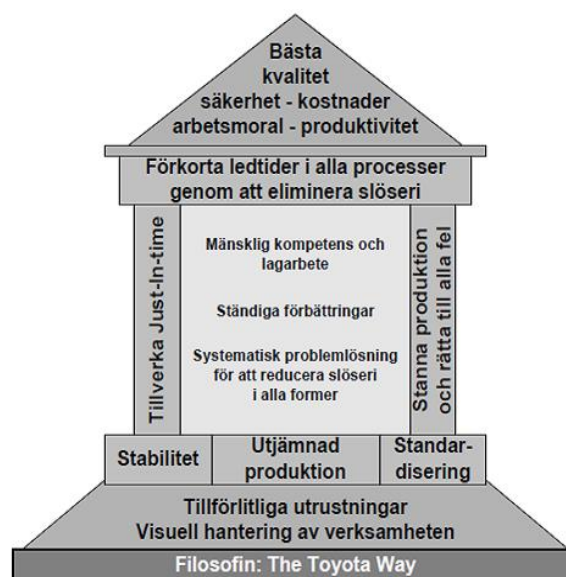 Bästa
kvalitet
säkerhet - kostnader
arbetsmoral - produktivitet
Förkorta ledtider i alla processer
genom att eliminera slöseri
Tillverka Just-In-time
Mänsklig kompetens och
lagarbete
Ständiga förbättringar
Systematisk problemlösning
för att reducera slöseri
i alla former
Stanna produktion
och rätta till alla fel
Stabilitet
Utjämnad
produktion
Standar-
disering
Tillförlitliga utrustningar
Visuell hantering av verksamheten
Filosofin: The Toyota Way